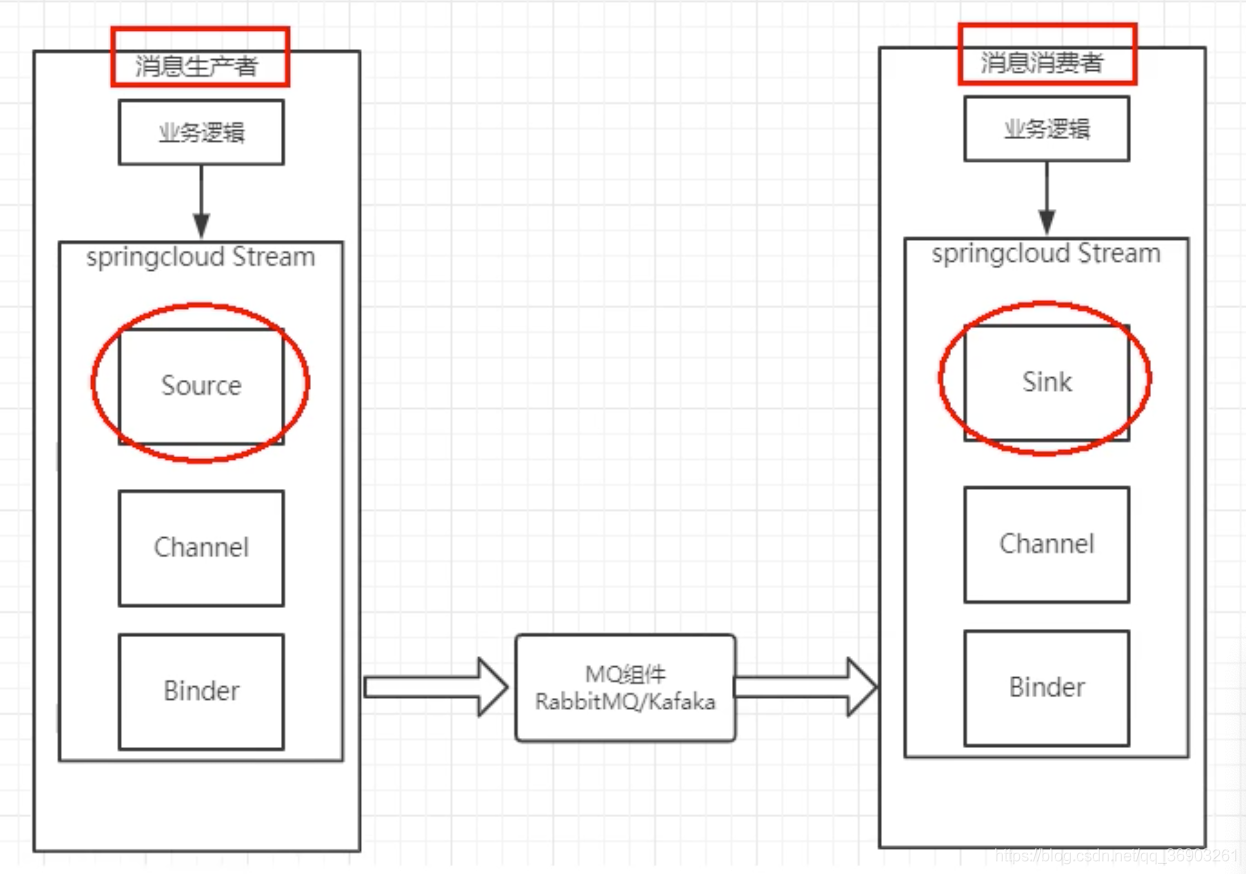 消息生产者
业务逻辑
springcloud Stream
Source
Channel
Binder
MQ组件
RabbitMQ/Kafaka
消息消费者
业务逻辑
springcloud Stream
Sink
Channel
Binder
https://blog.csdn.net/qq_36903261